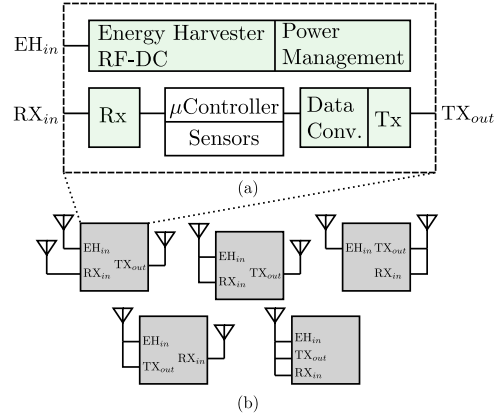 EH_in Energy Harvester RF-DC Power Management
RX_in Rx μController Sensors Data Conv. Tx TX_out
(a)
EH_in RX_in TX_out
EH_in RX_in TX_out
EH_in TX_out RX_in
EH_in TX_out RX_in
EH_in TX_out RX_in
(b)